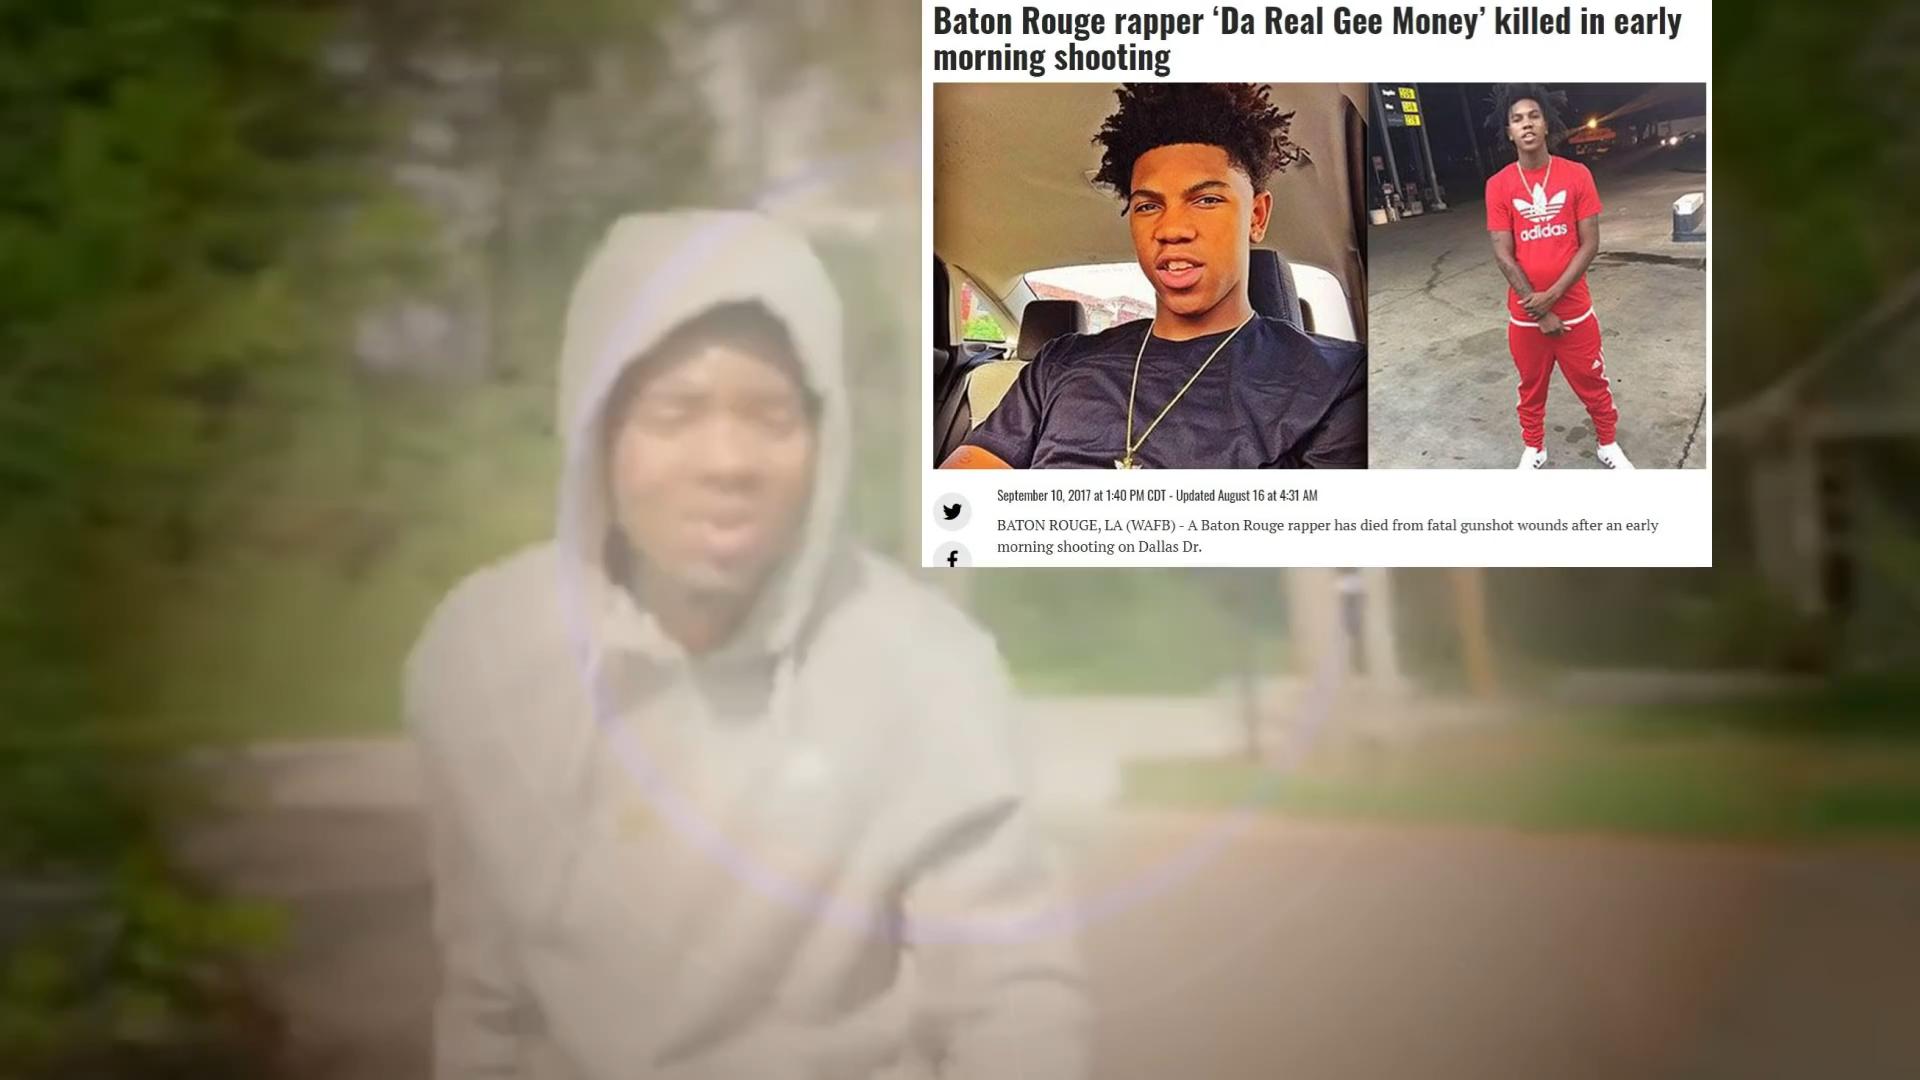 Baton Rouge rapper ‘Da Real Gee Money’ killed in early
morning shooting
adidas
September 10, 2017 at 1:40 PM CDT - Updated August 16 at 4:31 AM
BATON ROUGE, LA (WAFB) - A Baton Rouge rapper has died from fatal gunshot wounds after an early
morning shooting on Dallas Dr.